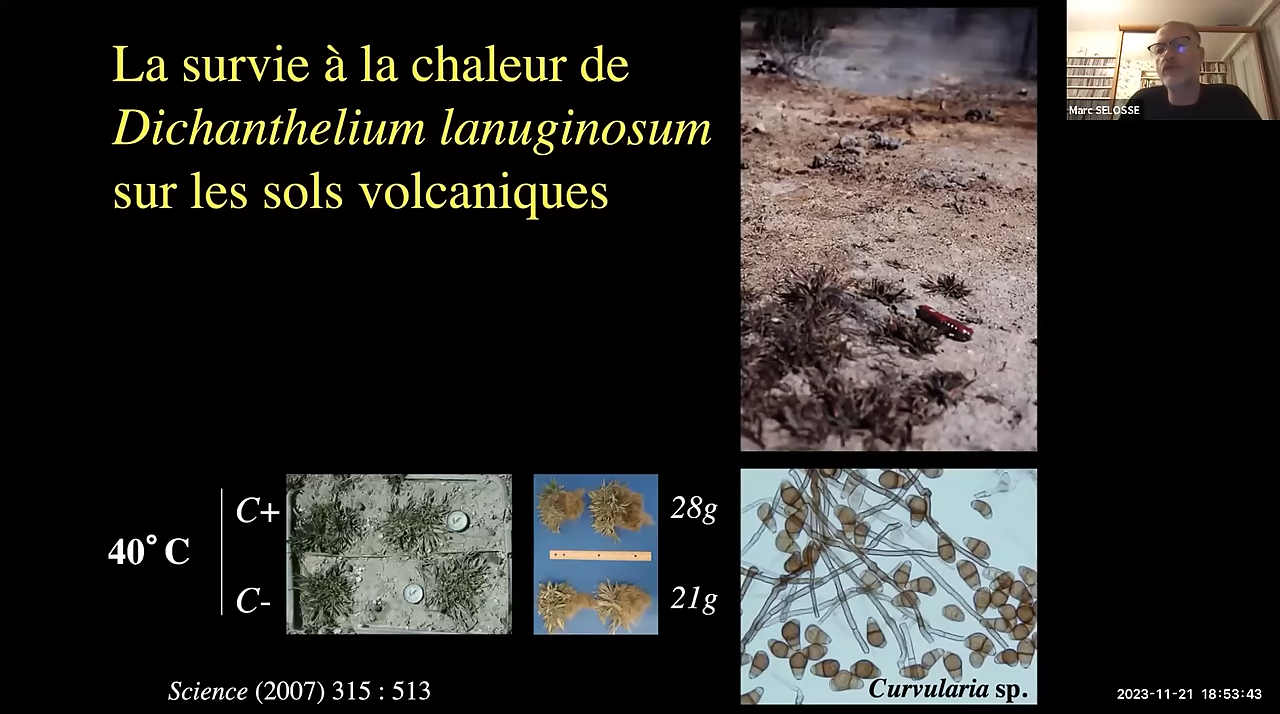 La survie à la chaleur de
Dichanthelium lanuginosum
sur les sols volcaniques
Marc SELOSSE
40°C
C+
28g
C-
21g
Curvularia sp.
Science (2007) 315 : 513
2023-11-21 18:53:43